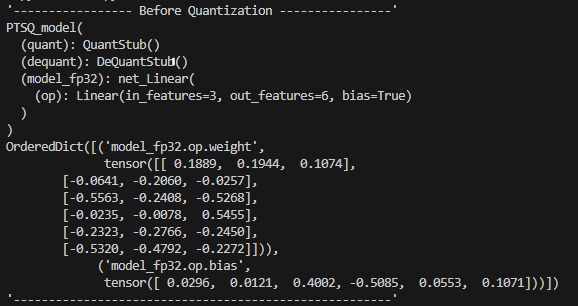 '----------------- Before Quantization ----------------'
PTSQ_model(
  (quant): QuantStub()
  (dequant): DeQuantStub()
  (model_fp32): net_Linear(
    (op): Linear(in_features=3, out_features=6, bias=True)
  )
)
OrderedDict([('model_fp32.op.weight',
              tensor([[ 0.1889,  0.1944,  0.1074],
        [-0.0641, -0.2060, -0.0257],
        [-0.5563, -0.2408, -0.5268],
        [-0.0235, -0.0078,  0.5455],
        [-0.2323, -0.2766, -0.2450],
        [-0.5320, -0.4792, -0.2272]])),
             ('model_fp32.op.bias',
              tensor([ 0.0296,  0.0121,  0.4002, -0.5085,  0.0553,  0.1071]))])
'------------------------------------------------------'